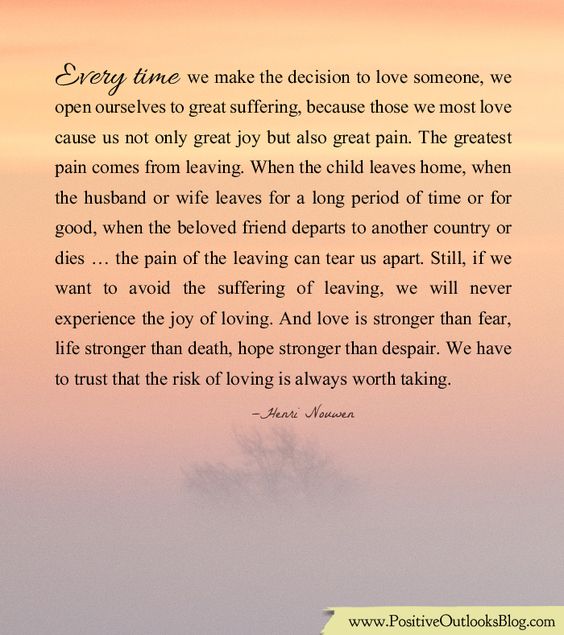 Every time we make the decision to love someone, we
open ourselves to great suffering, because those we most love
cause us not only great joy but also great pain. The greatest
pain comes from leaving. When the child leaves home, when
the husband or wife leaves for a long period of time or for
good, when the beloved friend departs to another country or
dies … the pain of the leaving can tear us apart. Still, if we
want to avoid the suffering of leaving, we will never
experience the joy of loving. And love is stronger than fear,
life stronger than death, hope stronger than despair. We have
to trust that the risk of loving is always worth taking.
–Henri Nouwen
www.PositiveOutlooksBlog.com